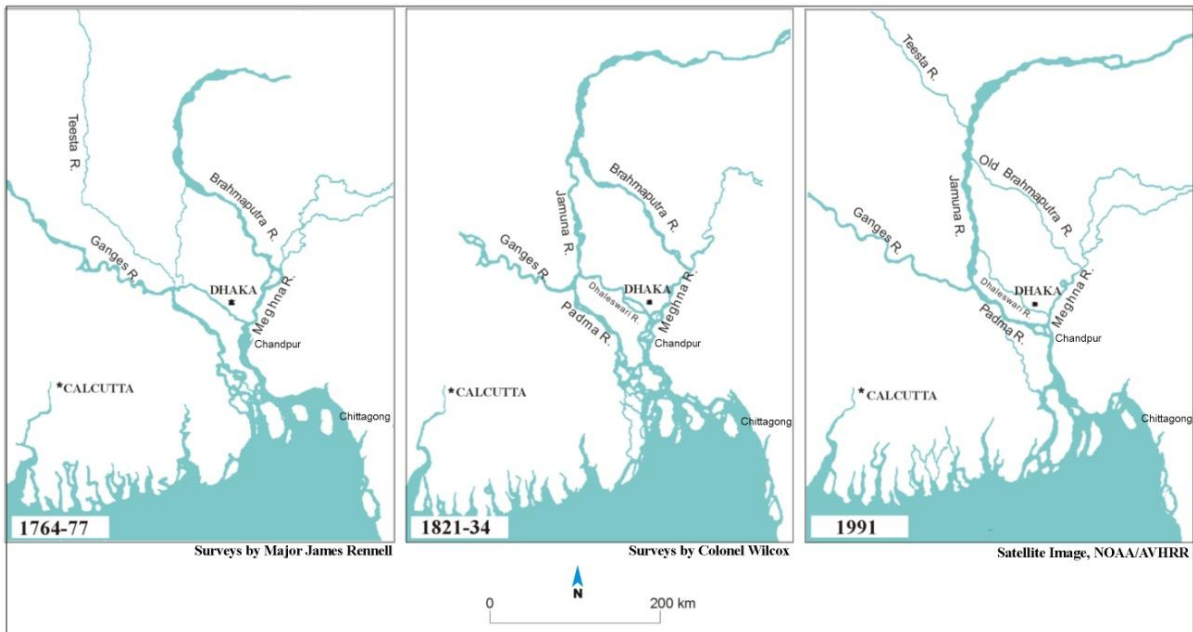 Teesta R.
Brahmaputra R.
Ganges R.
DHAKA
Meghna R.
Chandpur
*CALCUTTA
Chittagong
1764-77
Surveys by Major James Rennell
Brahmaputra R.
Jamuna R.
Ganges R.
Dhaleswari R.
DHAKA
Padma R.
Meghna R.
Chandpur
*CALCUTTA
Chittagong
1821-34
Surveys by Colonel Wilcox
Teesta R.
Old Brahmaputra R.
Jamuna R.
Ganges R.
DHAKA
Dhaleswari R.
Meghna R.
Padma R.
Chandpur
*CALCUTTA
Chittagong
1991
Satellite Image, NOAA/AVHRR
N
0 200 km